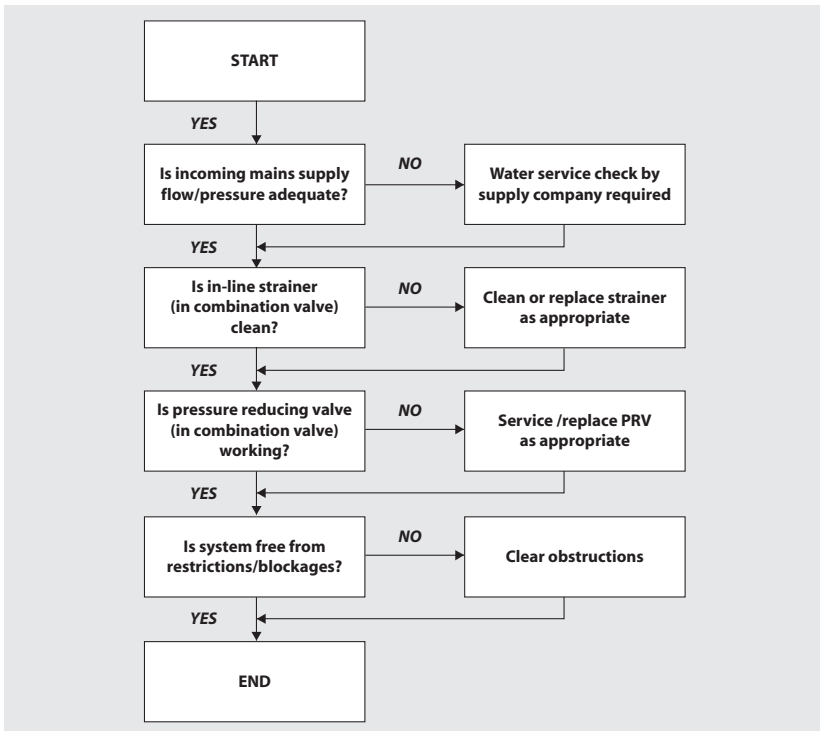 START
YES
Is incoming mains supply
flow/pressure adequate?
NO
Water service check by
supply company required
YES
Is in-line strainer
(in combination valve)
clean?
NO
Clean or replace strainer
as appropriate
YES
Is pressure reducing valve
(in combination valve)
working?
NO
Service /replace PRV
as appropriate
YES
Is system free from
restrictions/blockages?
NO
Clear obstructions
YES
END